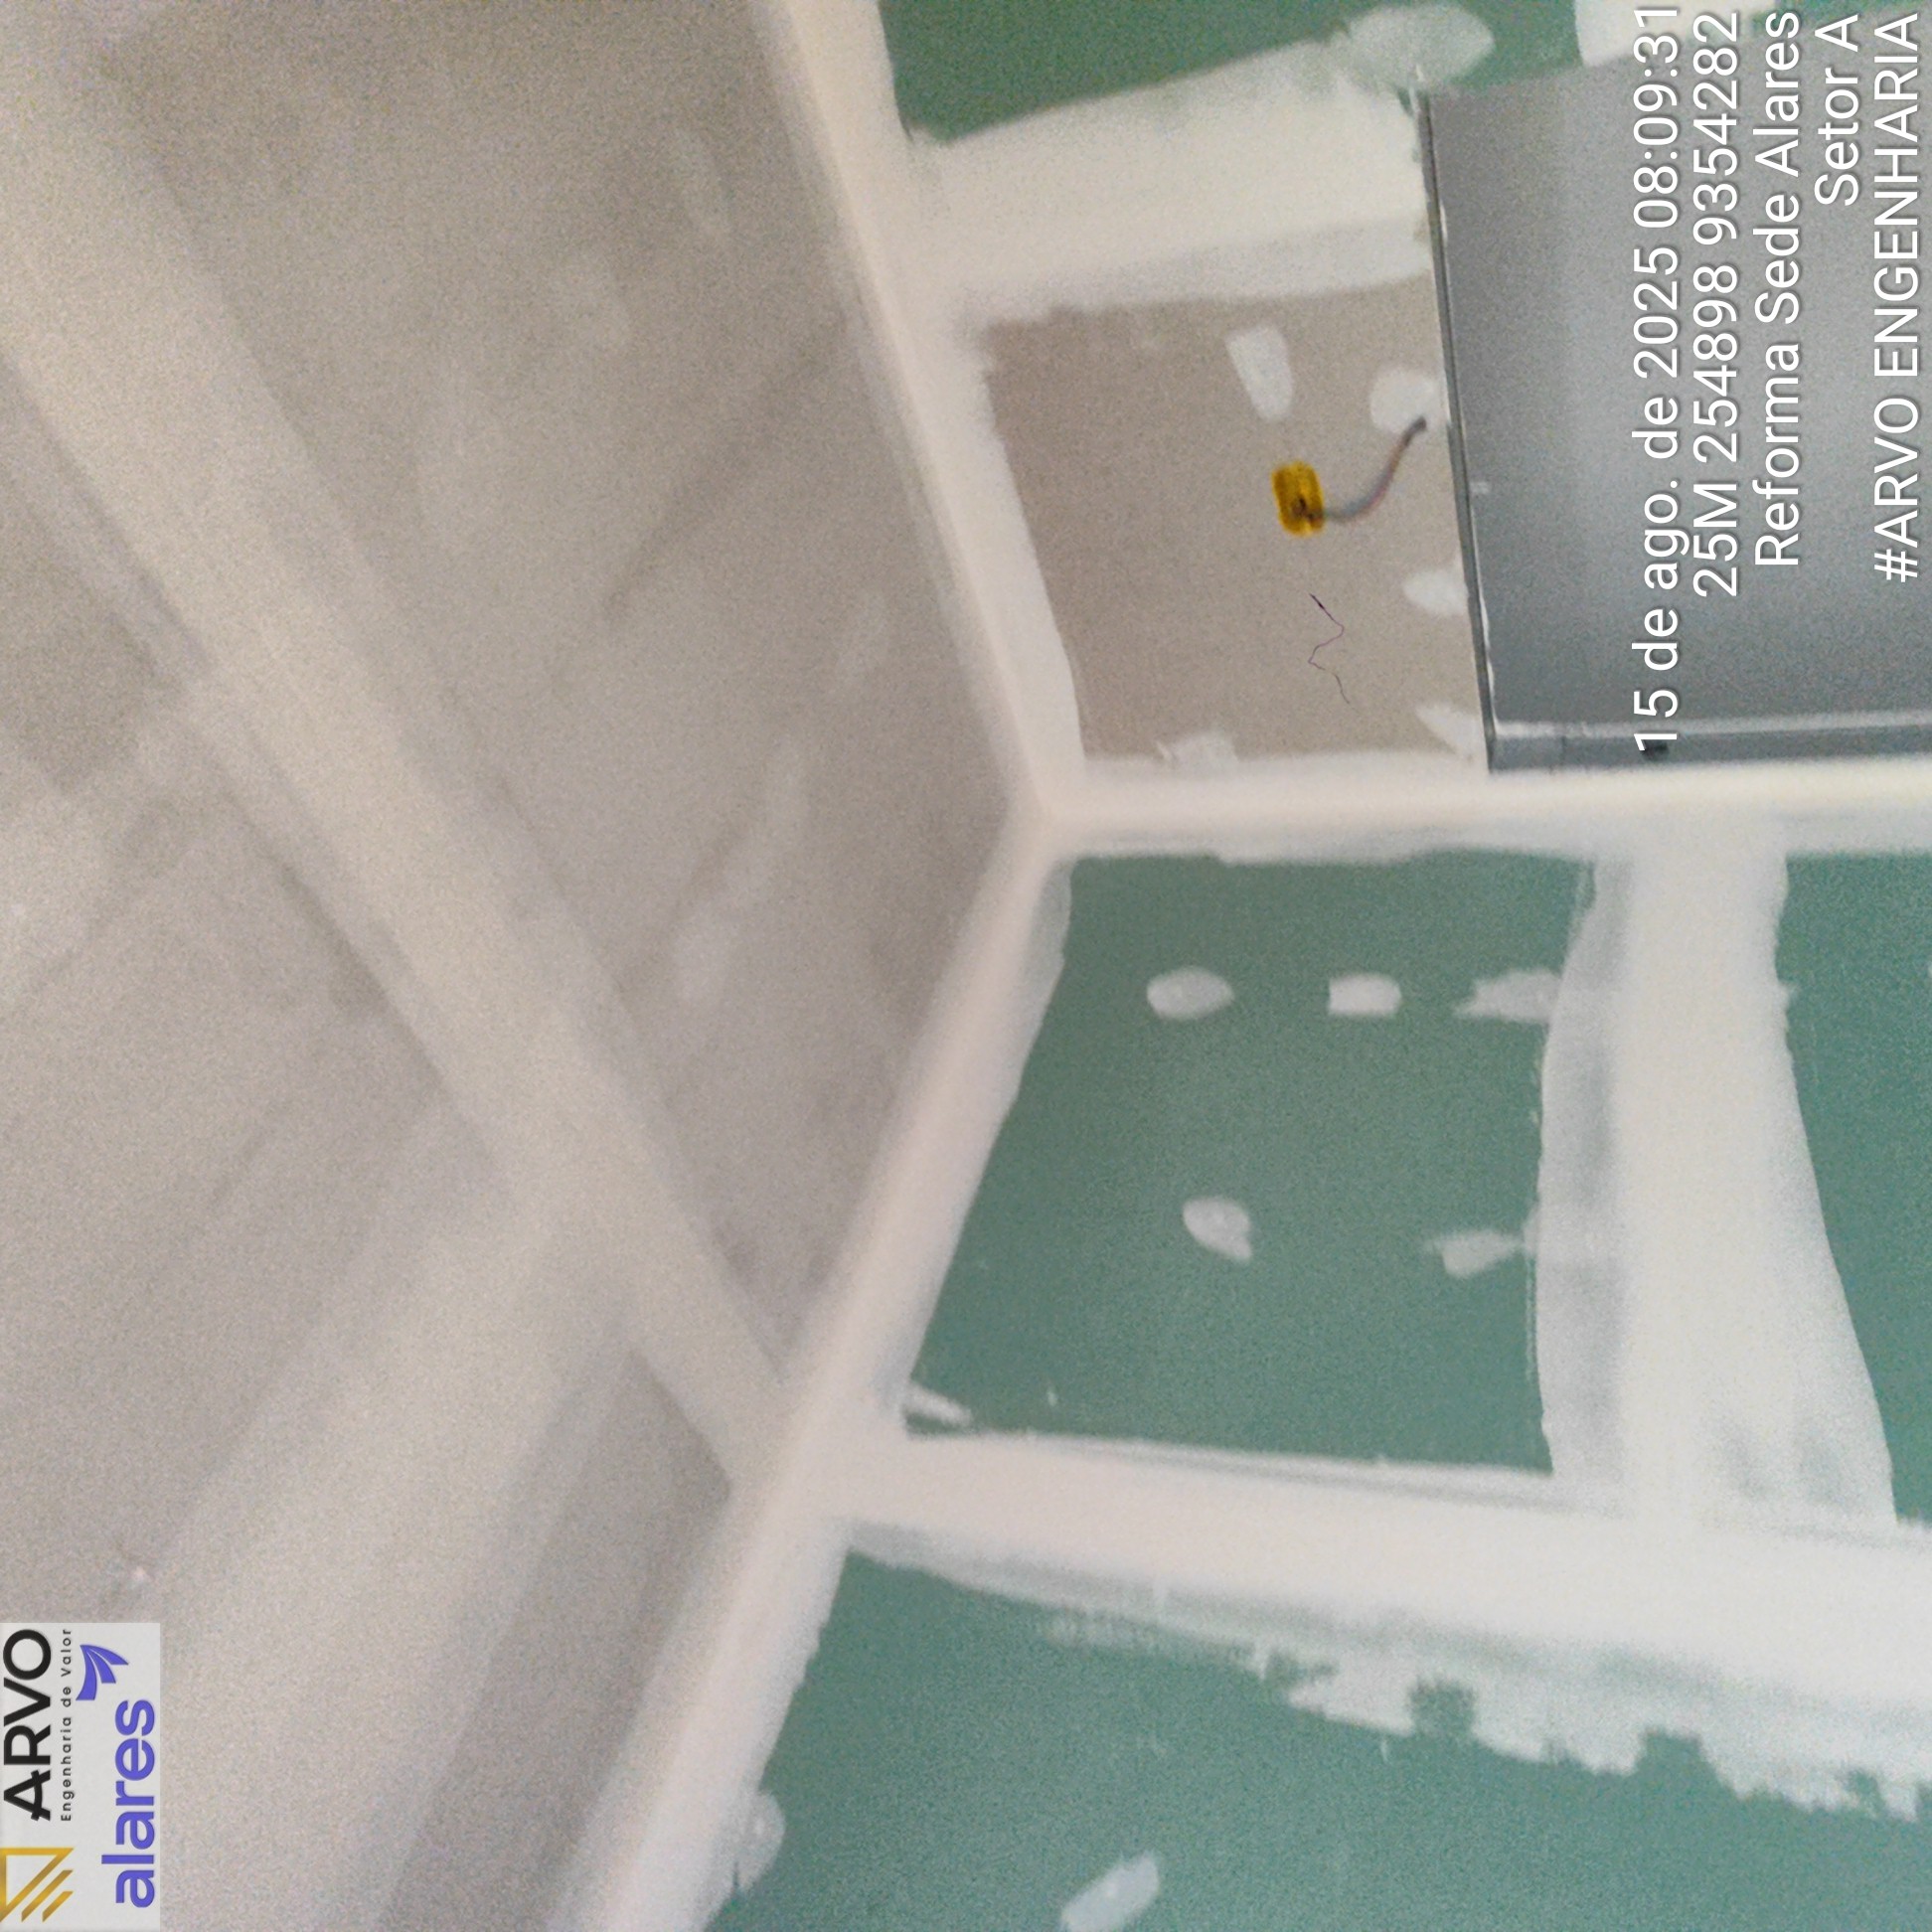 ARVO
Engenharia de Valor
alares
15 de ago. de 2025 08:09:31
25M 254898 9354282
Reforma Sede Alares
Setor A
#ARVO ENGENHARIA